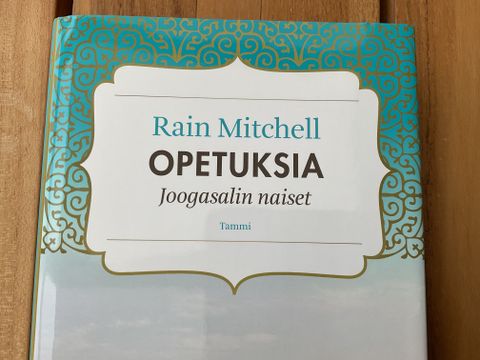 Rain Mitchell
OPETUKSIA
Joogasalin naiset
Tammi